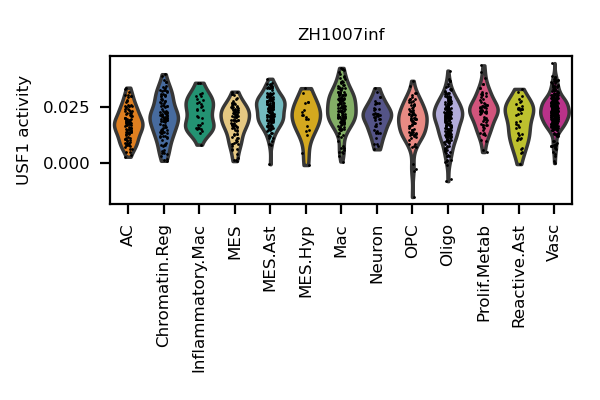 ZH1007inf
USF1 activity
0.025
0.000
AC
Chromatin.Reg
Inflammatory.Mac
MES
MES.Ast
MES.Hyp
Mac
Neuron
OPC
Oligo
Prolif.Metab
Reactive.Ast
Vasc